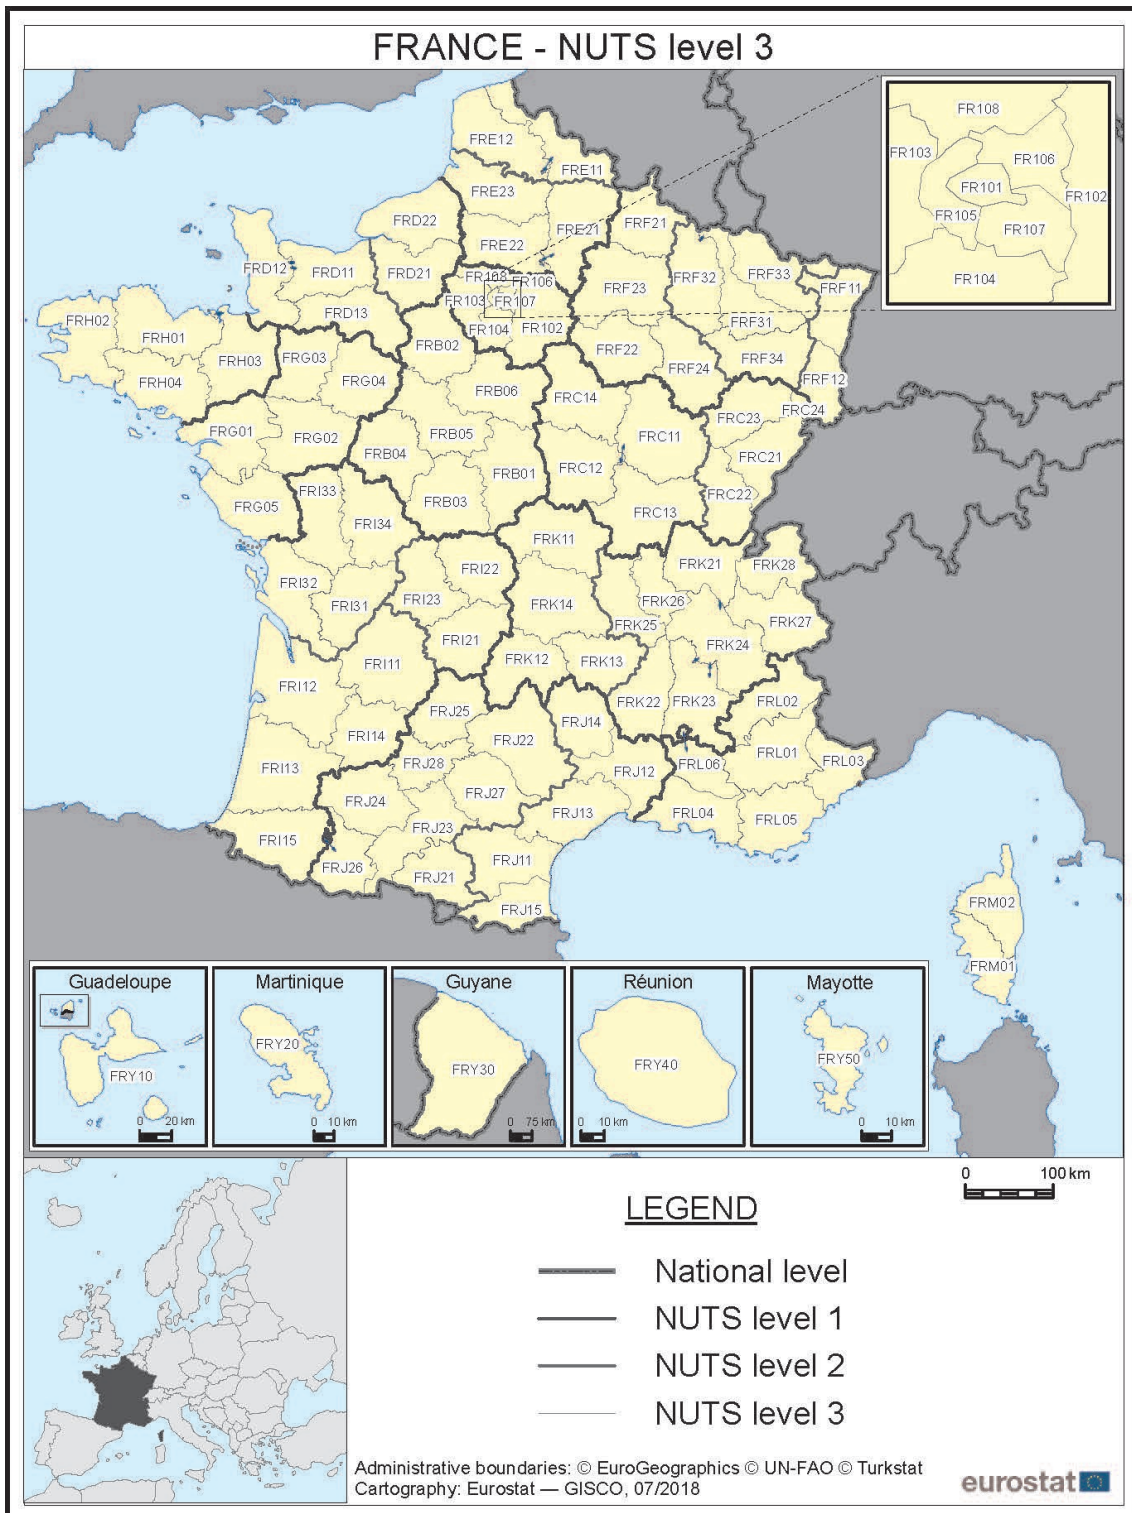 FRANCE - NUTS level 3
FR108
FR103
FR106
FR101
FR102
FR105
FR107
FR104
FRE12
FRE11
FRE23
FRD22
FRE21
FRF21
FRE22
FRD12
FRD11
FRD21
FR108
FR106
FRF32
FRF33
FRF11
FR103
FR107
FRF23
FRH02
FRD13
FRH01
FR104
FR102
FRF31
FRB02
FRG03
FRF22
FRF34
FRH03
FRH04
FRG04
FRF24
FRF12
FRB06
FRC14
FRC24
FRC23
FRG01
FRG02
FRB05
FRC11
FRB04
FRC21
FRC12
FRB01
FRI33
FRC22
FRG05
FRB03
FRC13
FRI34
FRK11
FRK21
FRK28
FRI22
FRI32
FRI23
FRI31
FRK14
FRK26
FRK27
FRK25
FRI21
FRK24
FRI11
FRK12
FRK13
FRI12
FRK22
FRK23
FRL02
FRJ25
FRJ14
FRI14
FRJ22
FRL01
FRJ28
FRL03
FRI13
FRJ12
FRL06
FRJ24
FRJ27
FRJ13
FRL04
FRL05
FRJ23
FRI15
FRJ11
FRJ26
FRJ21
FRM02
FRJ15
FRM01
Guadeloupe
Martinique
Guyane
Réunion
Mayotte
FRY10
FRY20
FRY30
FRY40
FRY50
0 20 km
0 10 km
0 75 km
0 10 km
0 10 km
0 100 km
LEGEND
National level
NUTS level 1
NUTS level 2
NUTS level 3
Administrative boundaries: © EuroGeographics © UN-FAO © Turkstat
Cartography: Eurostat — GISCO, 07/2018
eurostat